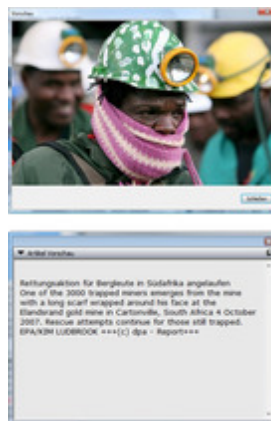 Vorschau
Schließen
Artikel Vorschau
Rettungsaktion für Bergleute in Südafrika angelaufen
One of the 3000 trapped miners emerges from the mine
with a long scarf wrapped around his face at the
Elandsrand gold mine in Cartonville, South Africa 4 October
2007. Rescue attempts continue for those still trapped.
EPA/KIM LUDBROOK +++(c) dpa - Report+++